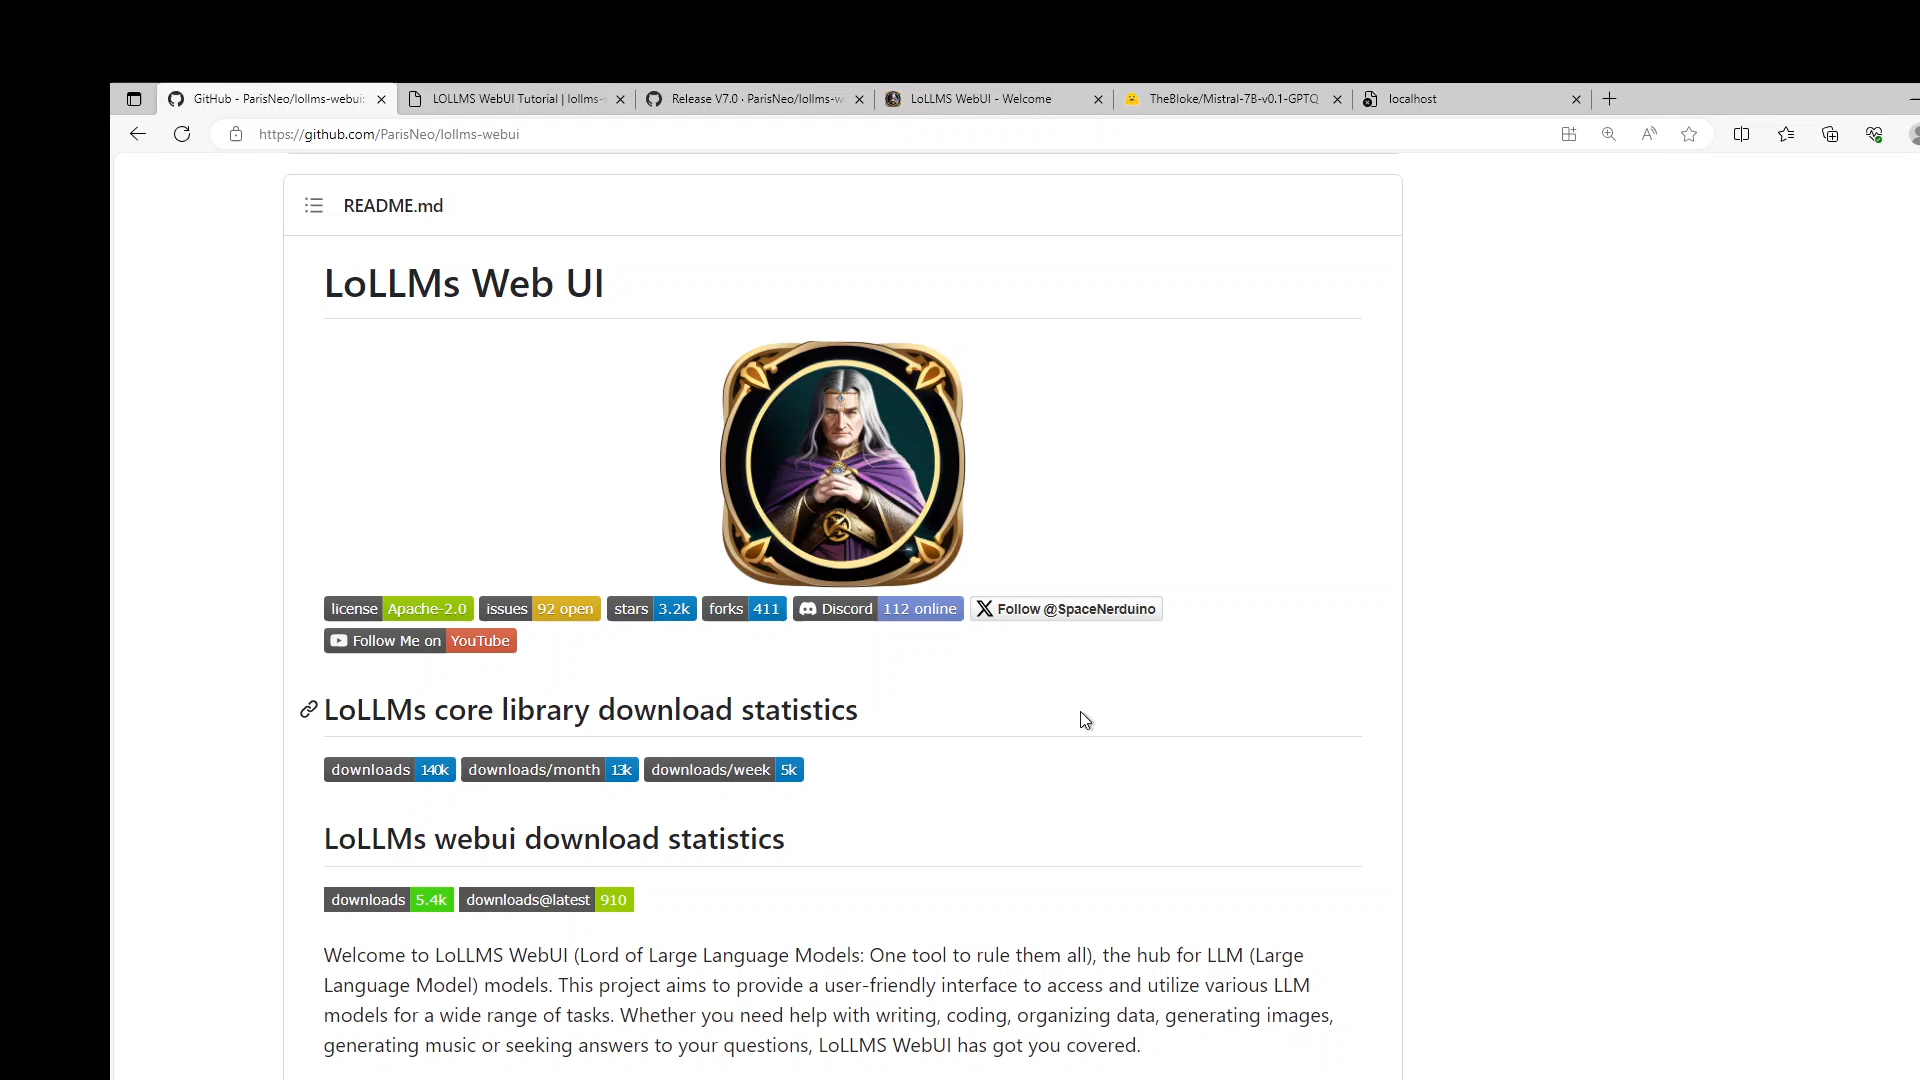 GitHub - ParisNeo/lollms-webui:
LOLLMS WebUI Tutorial | lollms-
Release V7.0 · ParisNeo/lollms-w
LoLLMS WebUI - Welcome
TheBloke/Mistral-7B-v0.1-GPTQ
localhost
https://github.com/ParisNeo/lollms-webui
README.md
LoLLMs Web UI
license Apache-2.0 issues 92 open stars 3.2k forks 411 Discord 112 online X Follow @SpaceNerduino
Follow Me on YouTube
LoLLMs core library download statistics
downloads 140k downloads/month 13k downloads/week 5k
LoLLMs webui download statistics
downloads 5.4k downloads@latest 910
Welcome to LoLLMS WebUI (Lord of Large Language Models: One tool to rule them all), the hub for LLM (Large
Language Model) models. This project aims to provide a user-friendly interface to access and utilize various LLM
models for a wide range of tasks. Whether you need help with writing, coding, organizing data, generating images,
generating music or seeking answers to your questions, LoLLMS WebUI has got you covered.